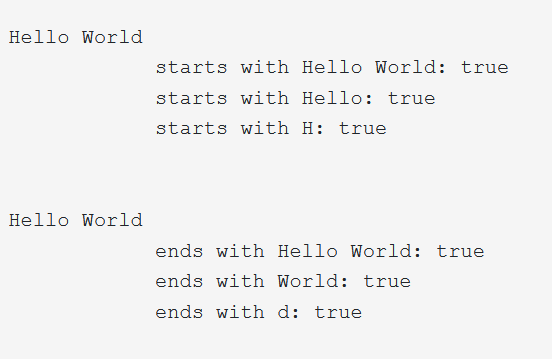 Hello World
starts with Hello World: true
starts with Hello: true
starts with H: true
Hello World
ends with Hello World: true
ends with World: true
ends with d: true